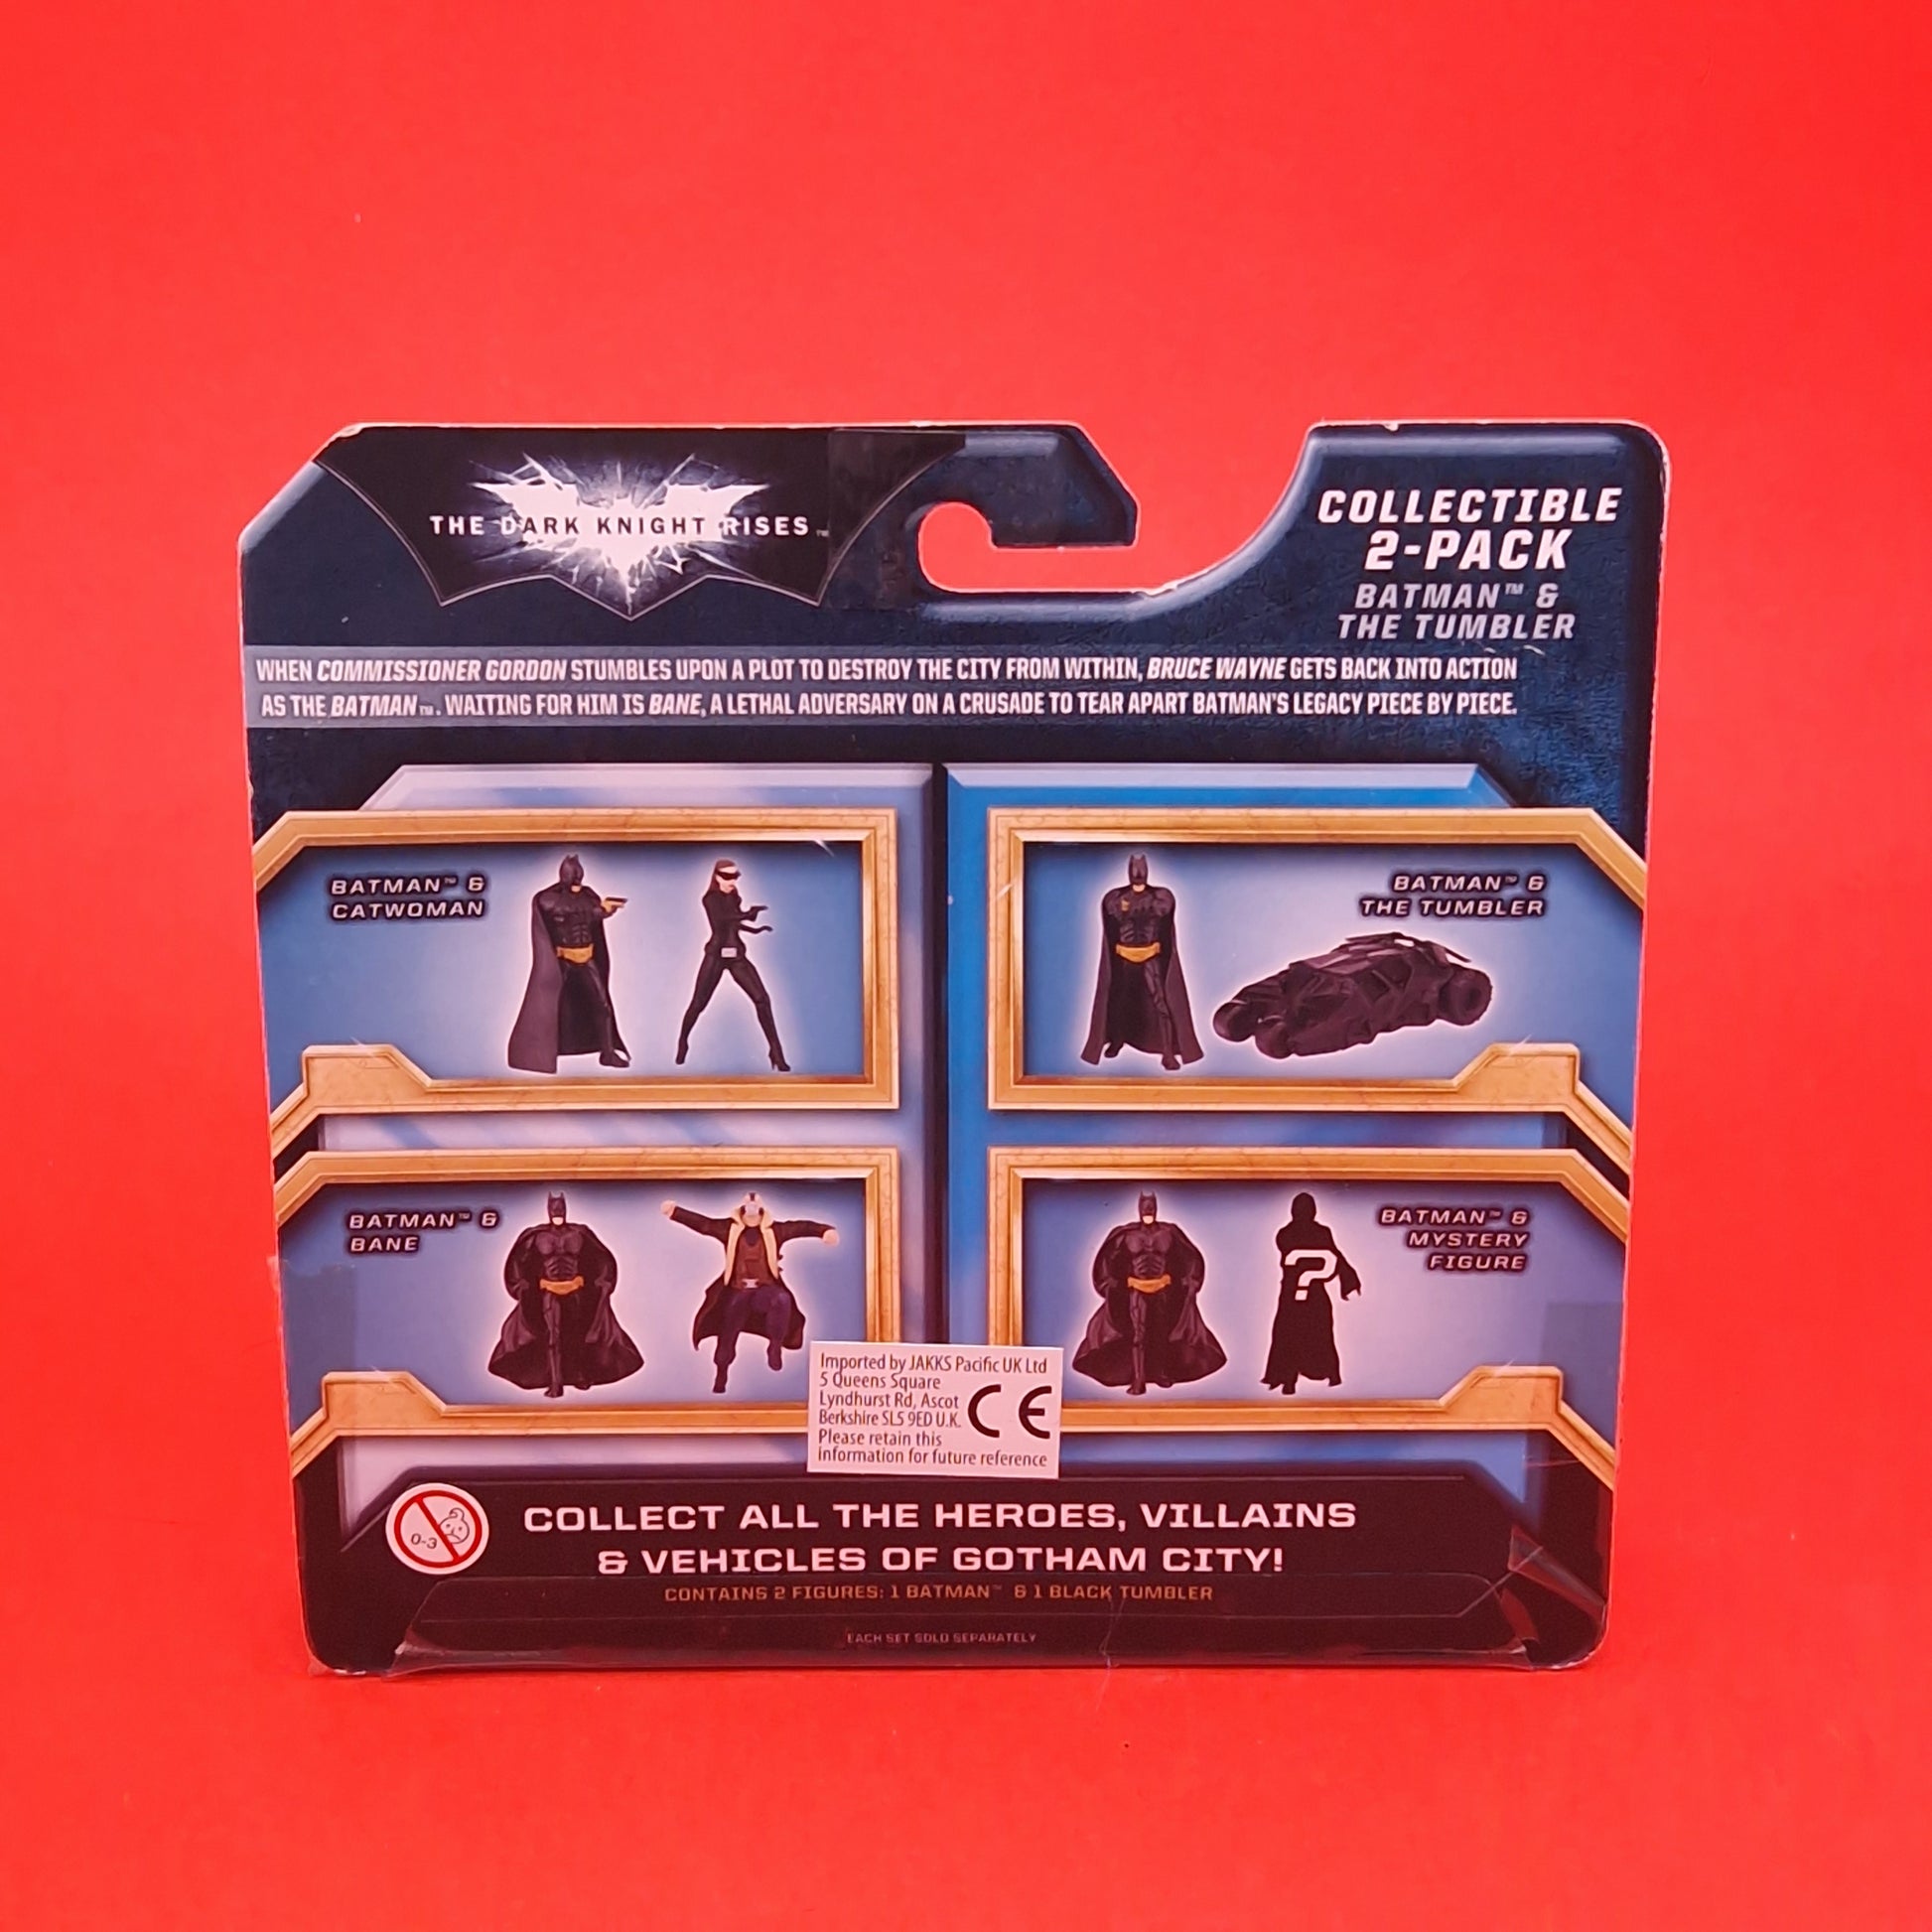 THE DARK KNIGHT RISES™
COLLECTIBLE
2-PACK
BATMAN™ &
THE TUMBLER
WHEN COMMISSIONER GORDON STUMBLES UPON A PLOT TO DESTROY THE CITY FROM WITHIN, BRUCE WAYNE GETS BACK INTO ACTION
AS THE BATMAN™. WAITING FOR HIM IS BANE, A LETHAL ADVERSARY ON A CRUSADE TO TEAR APART BATMAN'S LEGACY PIECE BY PIECE.
BATMAN™ &
CATWOMAN
BATMAN™ &
THE TUMBLER
BATMAN™ &
BANE
BATMAN™ &
MYSTERY
FIGURE
?
Imported by JAKKS Pacific UK Ltd
5 Queens Square
Lyndhurst Rd, Ascot
Berkshire SL5 9ED U.K.
Please retain this
information for future reference
CE
0-3
COLLECT ALL THE HEROES, VILLAINS
& VEHICLES OF GOTHAM CITY!
CONTAINS 2 FIGURES: 1 BATMAN™ & 1 BLACK TUMBLER
EACH SET SOLD SEPARATELY